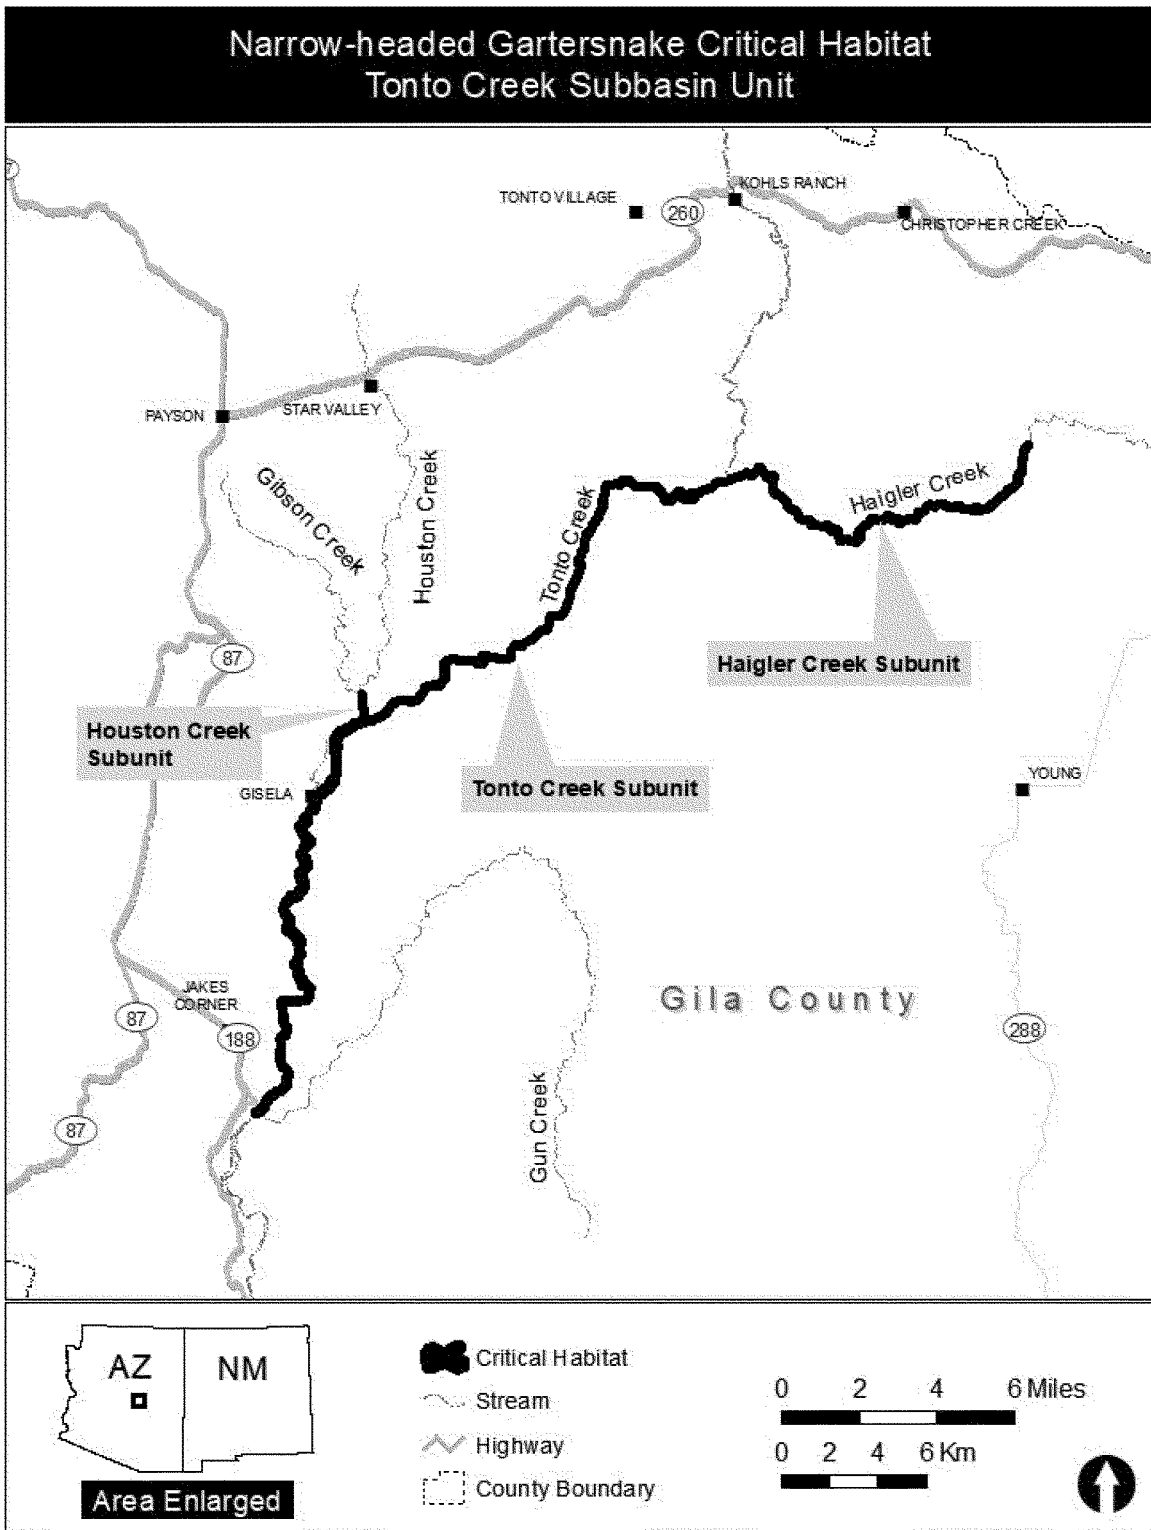 Narrow-headed Gartersnake Critical Habitat
Tonto Creek Subbasin Unit
KOHLS RANCH
TONTO VILLAGE
260
CHRISTOPHER CREEK
PAYSON
STAR VALLEY
Gibson Creek
Houston Creek
Tonto Creek
Haigler Creek
87
Haigler Creek Subunit
Houston Creek
Subunit
Tonto Creek Subunit
GISELA
YOUNG
JAKES
CORNER
Gila County
87
188
288
87
Gun Creek
AZ
NM
Area Enlarged
Critical Habitat
Stream
Highway
County Boundary
0 2 4 6 Miles
0 2 4 6 Km